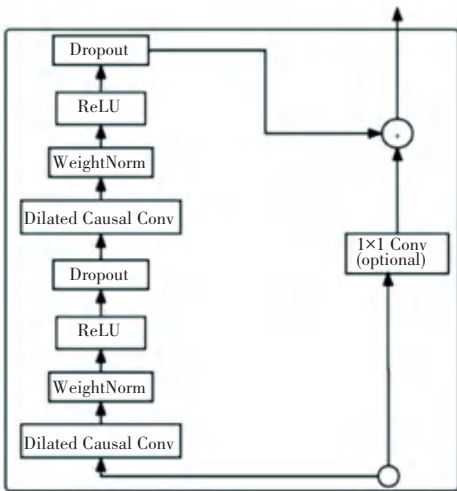 Dropout
ReLU
WeightNorm
Dilated Causal Conv
Dropout
ReLU
WeightNorm
Dilated Causal Conv
1×1 Conv
(optional)